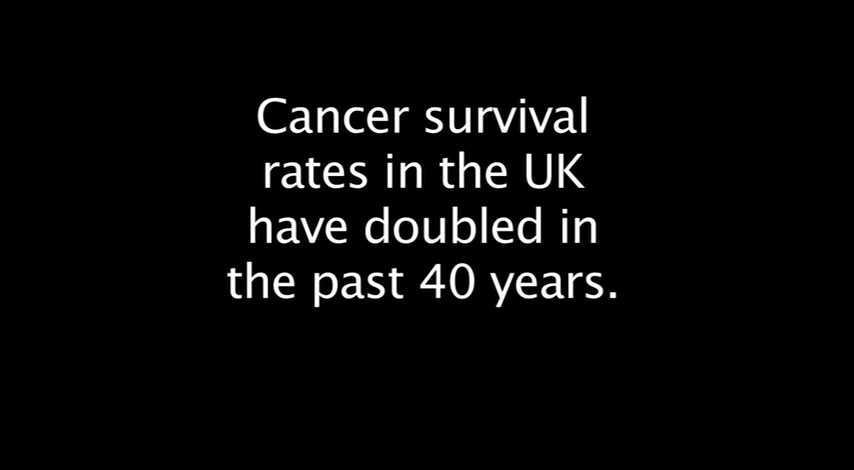 Cancer survival
rates in the UK
have doubled in
the past 40 years.